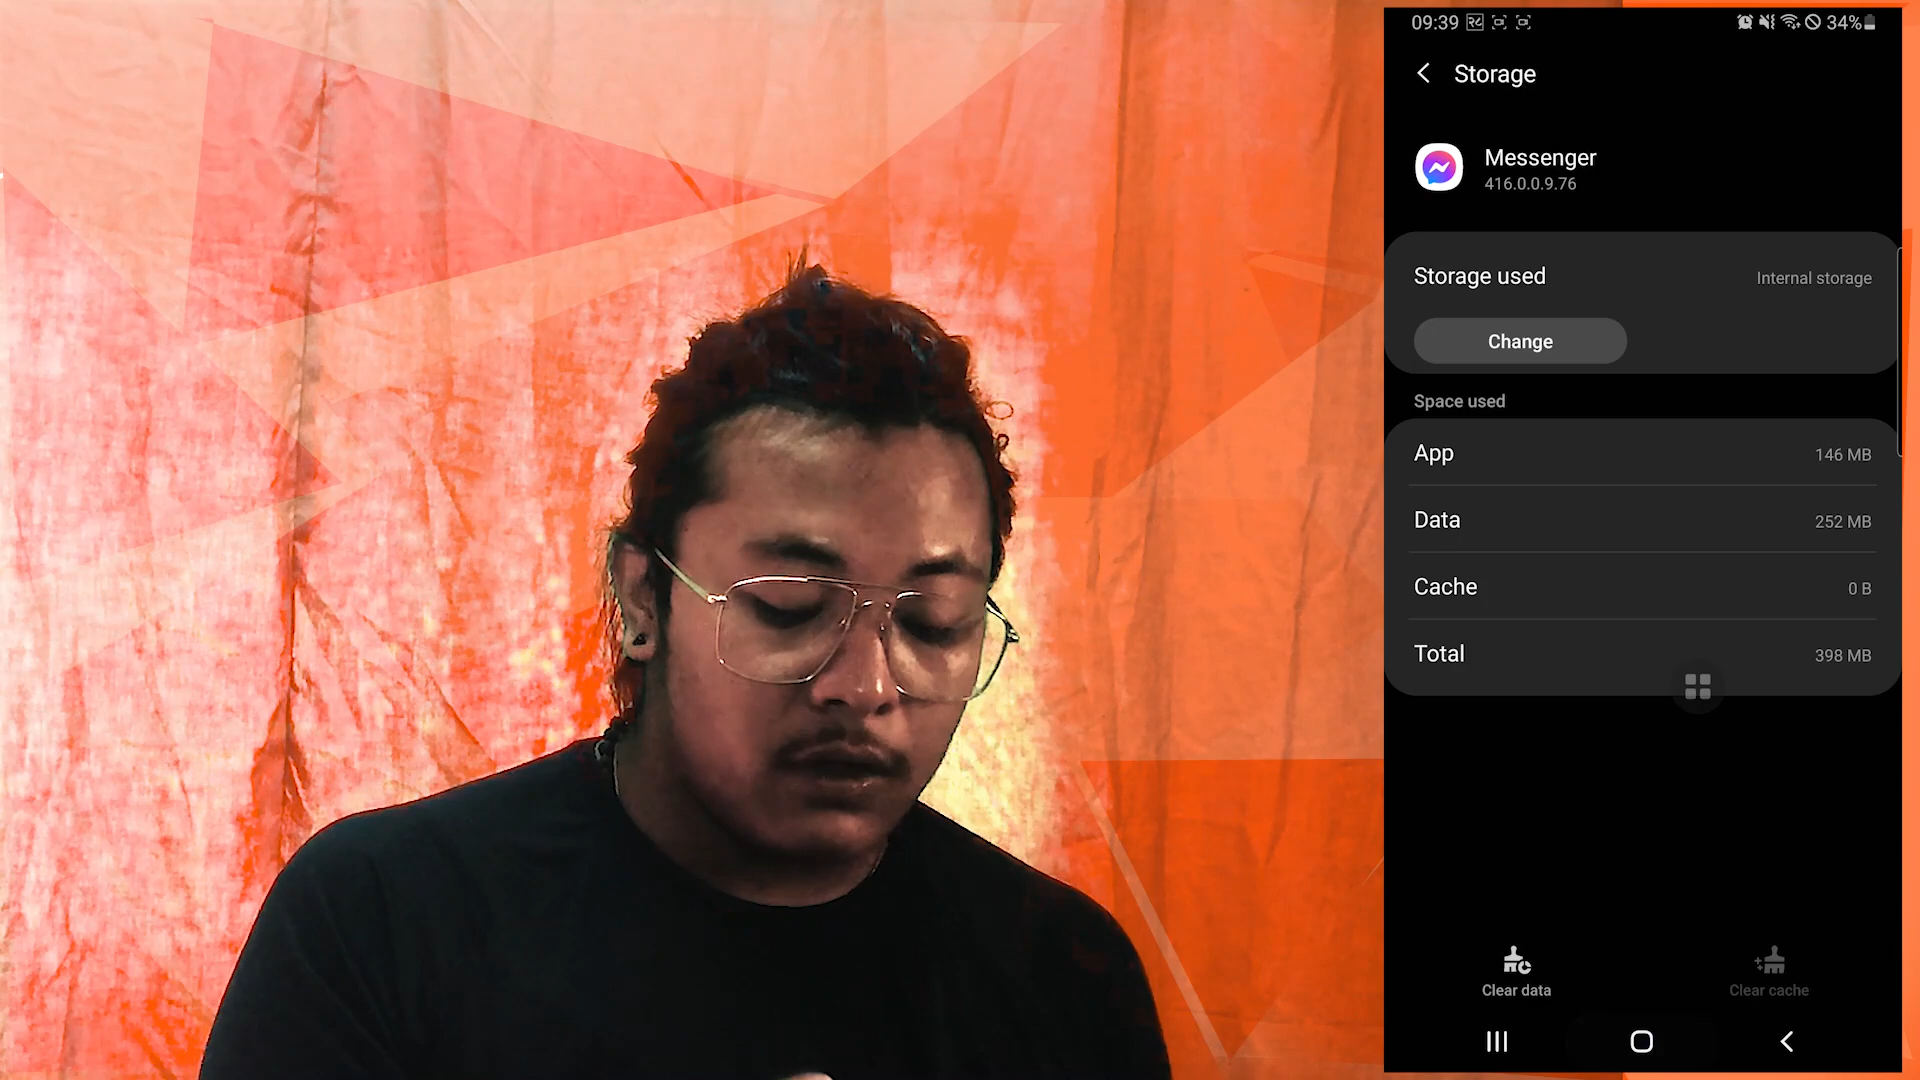 09:39
34%
Storage
Messenger
416.0.0.9.76
Storage used
Internal storage
Change
Space used
App
146 MB
Data
252 MB
Cache
0 B
Total
398 MB
Clear data
Clear cache